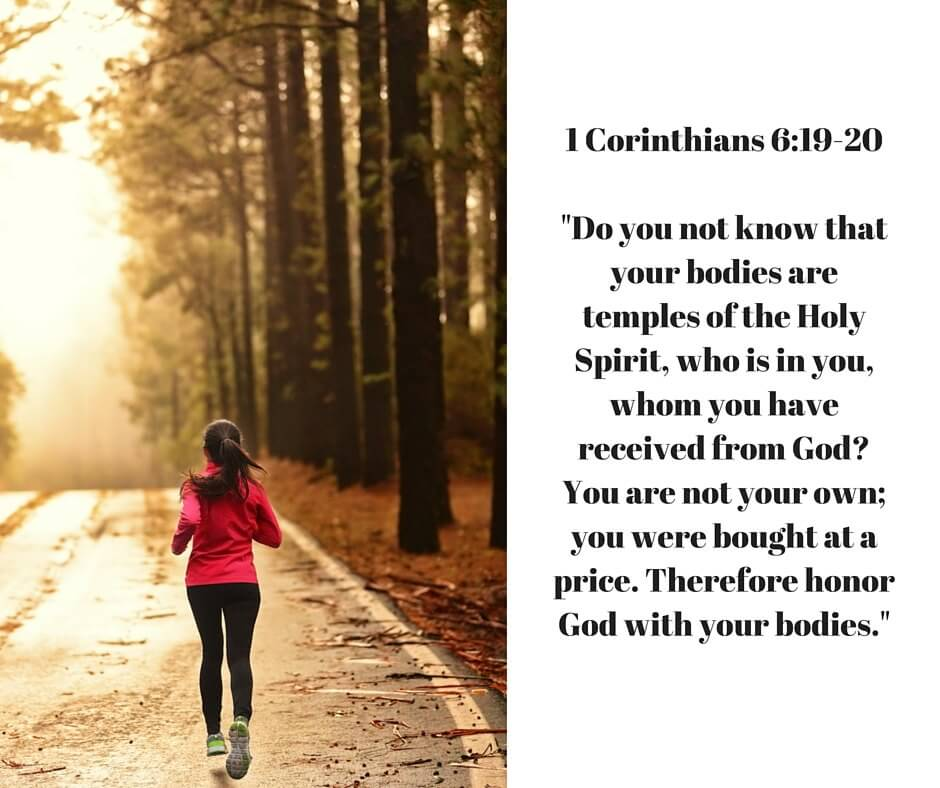 1 Corinthians 6:19-20
"Do you not know that
your bodies are
temples of the Holy
Spirit, who is in you,
whom you have
received from God?
You are not your own;
you were bought at a
price. Therefore honor
God with your bodies."